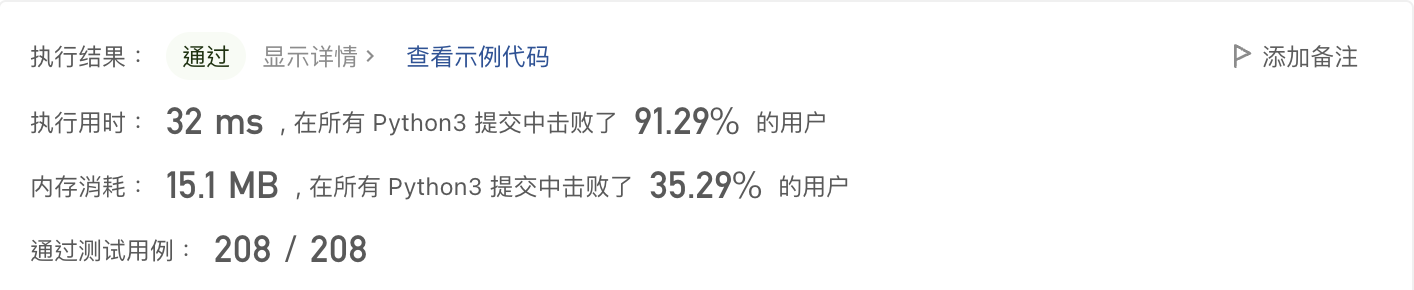 执行结果： 通过 显示详情 › 查看示例代码 添加备注
执行用时： 32 ms , 在所有 Python3 提交中击败了 91.29% 的用户
内存消耗： 15.1 MB , 在所有 Python3 提交中击败了 35.29% 的用户
通过测试用例： 208 / 208